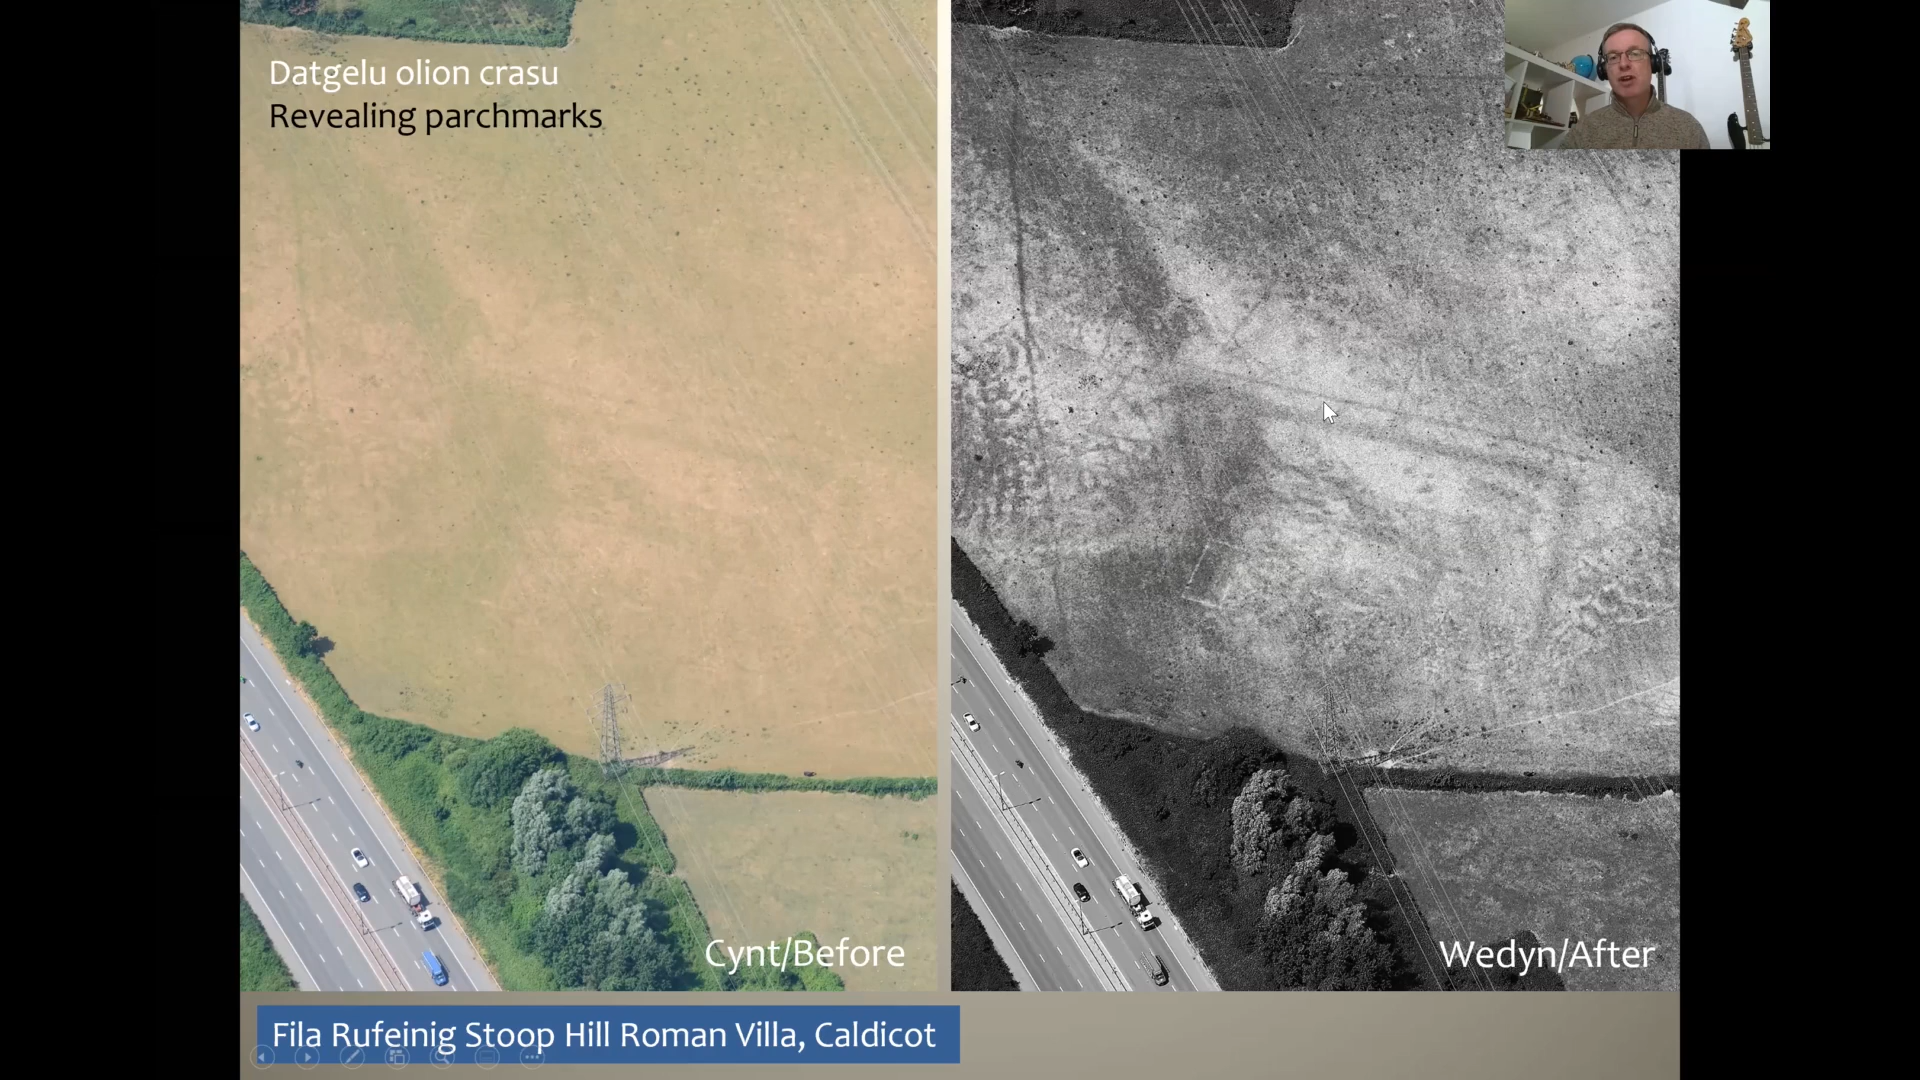 Datgelu olion crasu
Revealing parchmarks
Cynt/Before
Wedyn/After
Fila Rufeinig Stoop Hill Roman Villa, Caldicot